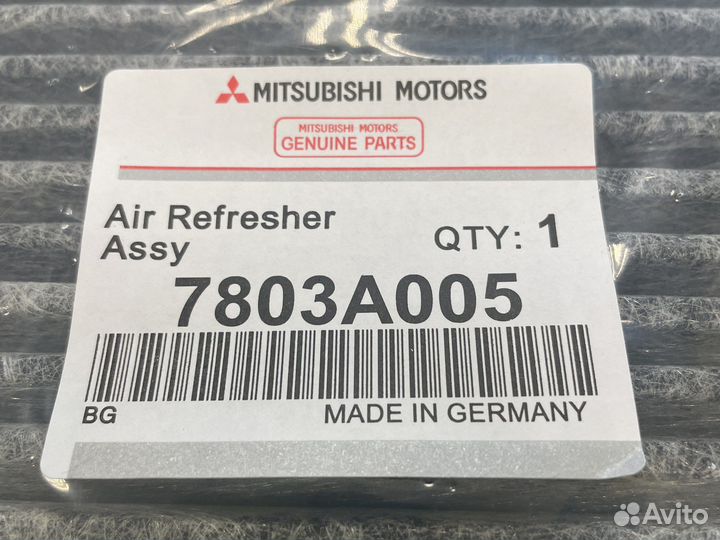 MITSUBISHI MOTORS
MITSUBISHI MOTORS
GENUINE PARTS
Air Refresher
Assy
QTY: 1
7803A005
BG
MADE IN GERMANY
Avito